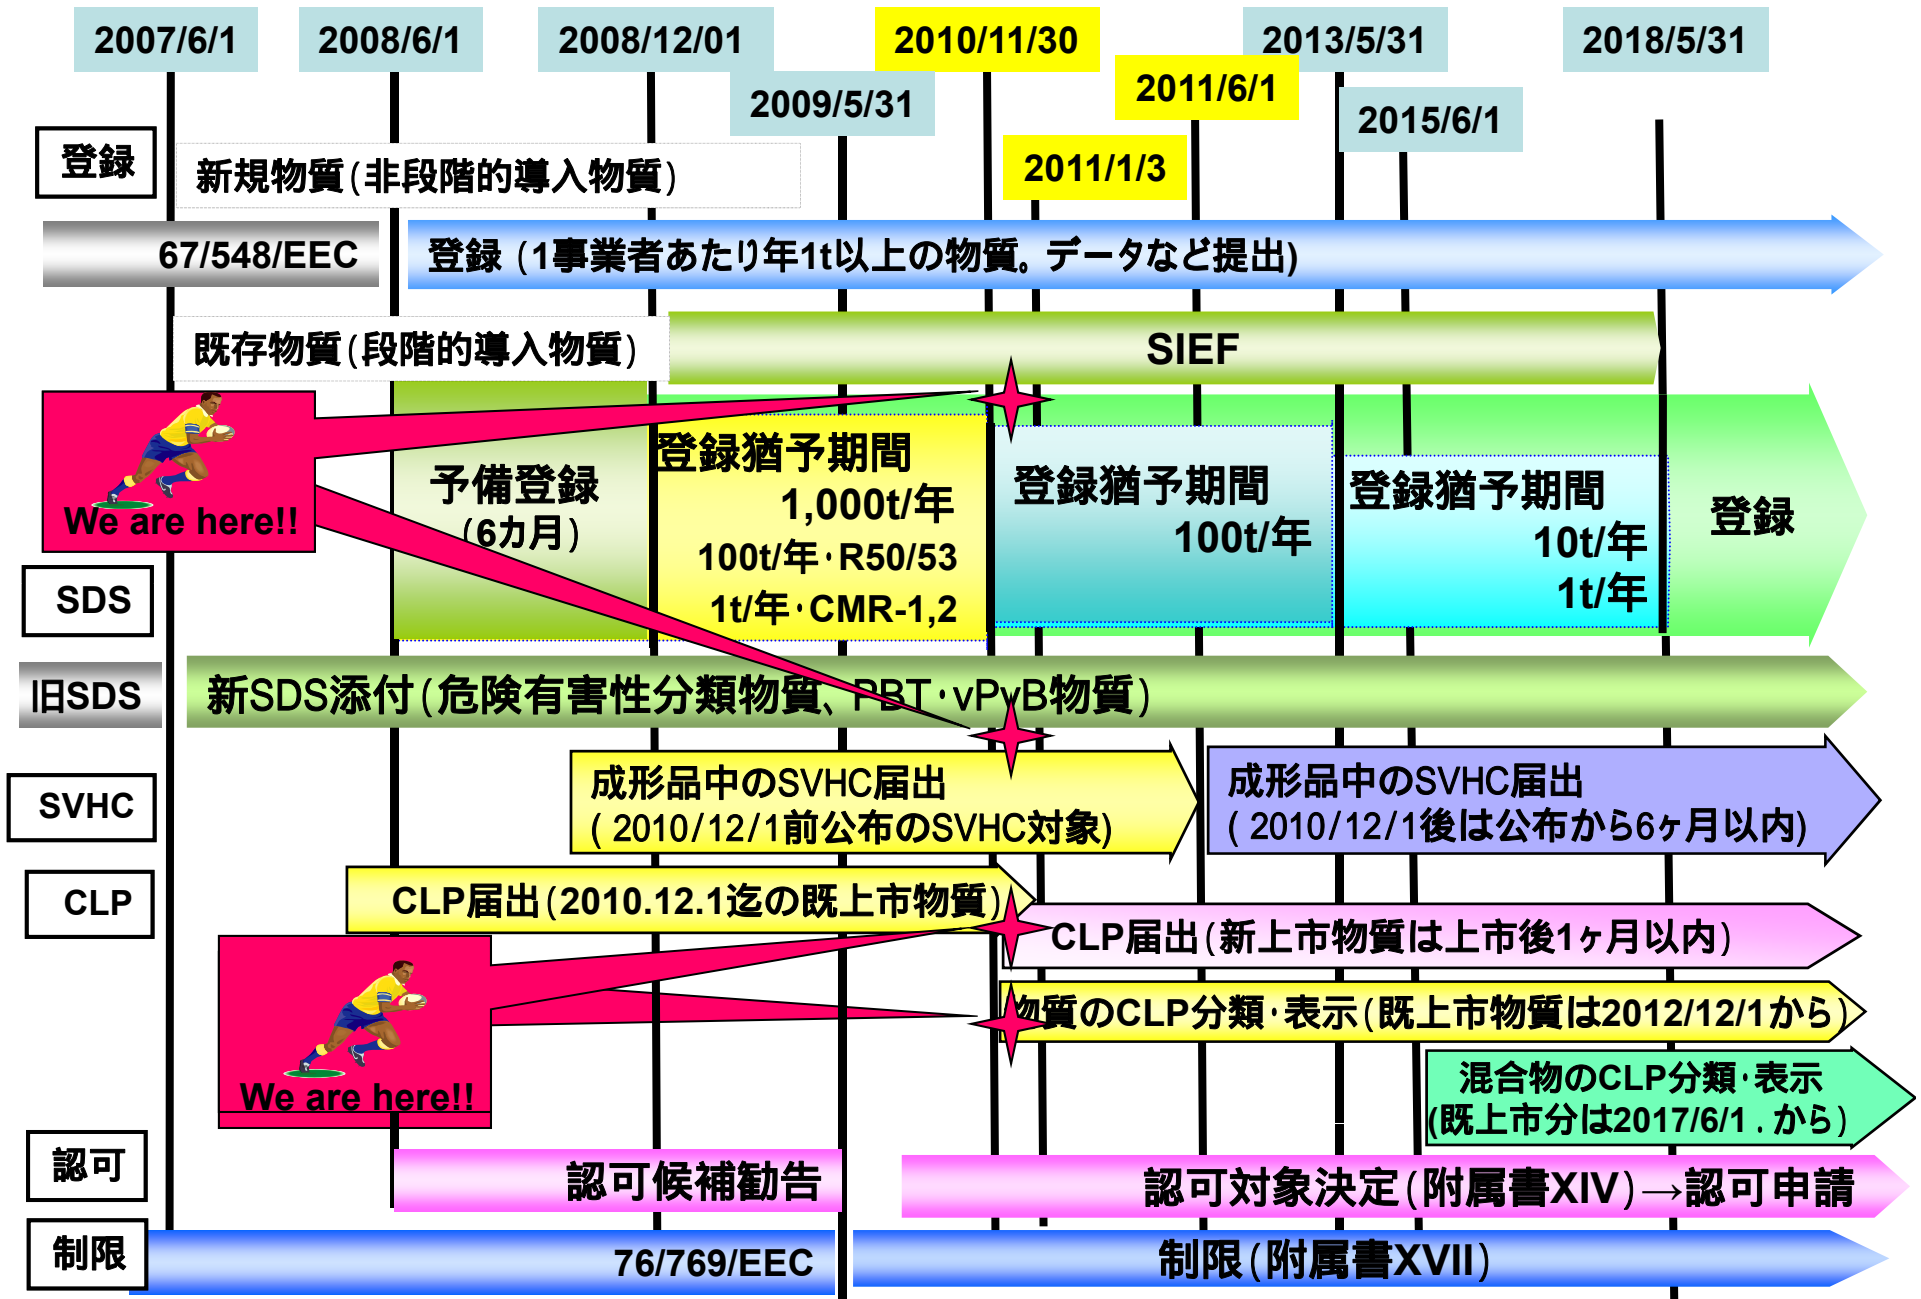 2007/6/1
2008/6/1
2008/12/01
2010/11/30
2013/5/31
2018/5/31
2009/5/31
2011/6/1
2015/6/1
2011/1/3
登録
新規物質(非段階的導入物質)
67/548/EEC
登録 (1事業者あたり年1t以上の物質。データなど提出)
既存物質(段階的導入物質)
SIEF
We are here!!
予備登録
(6カ月)
登録猶予期間
1,000t/年
100t/年・R50/53
1t/年・CMR-1,2
登録猶予期間
100t/年
登録猶予期間
10t/年
1t/年
登録
SDS
旧SDS
新SDS添付(危険有害性分類物質、PBT・vPvB物質)
SVHC
成形品中のSVHC届出
( 2010/12/1前公布のSVHC対象)
成形品中のSVHC届出
( 2010/12/1後は公布から6ヶ月以内)
CLP
CLP届出(2010.12.1迄の既上市物質)
CLP届出(新上市物質は上市後1ヶ月以内)
We are here!!
物質のCLP分類・表示(既上市物質は2012/12/1から)
混合物のCLP分類・表示
(既上市分は2017/6/1 . から)
認可
認可候補勧告
認可対象決定(附属書XIV)→認可申請
制限
76/769/EEC
制限(附属書XVII)